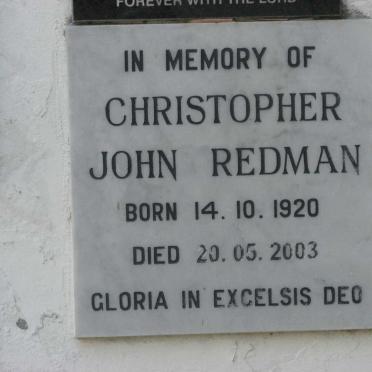 FOREVER WITH THE LORD
IN MEMORY OF
CHRISTOPHER
JOHN REDMAN
BORN 14.10.1920
DIED 20.05.2003
GLORIA IN EXCELSIS DEO